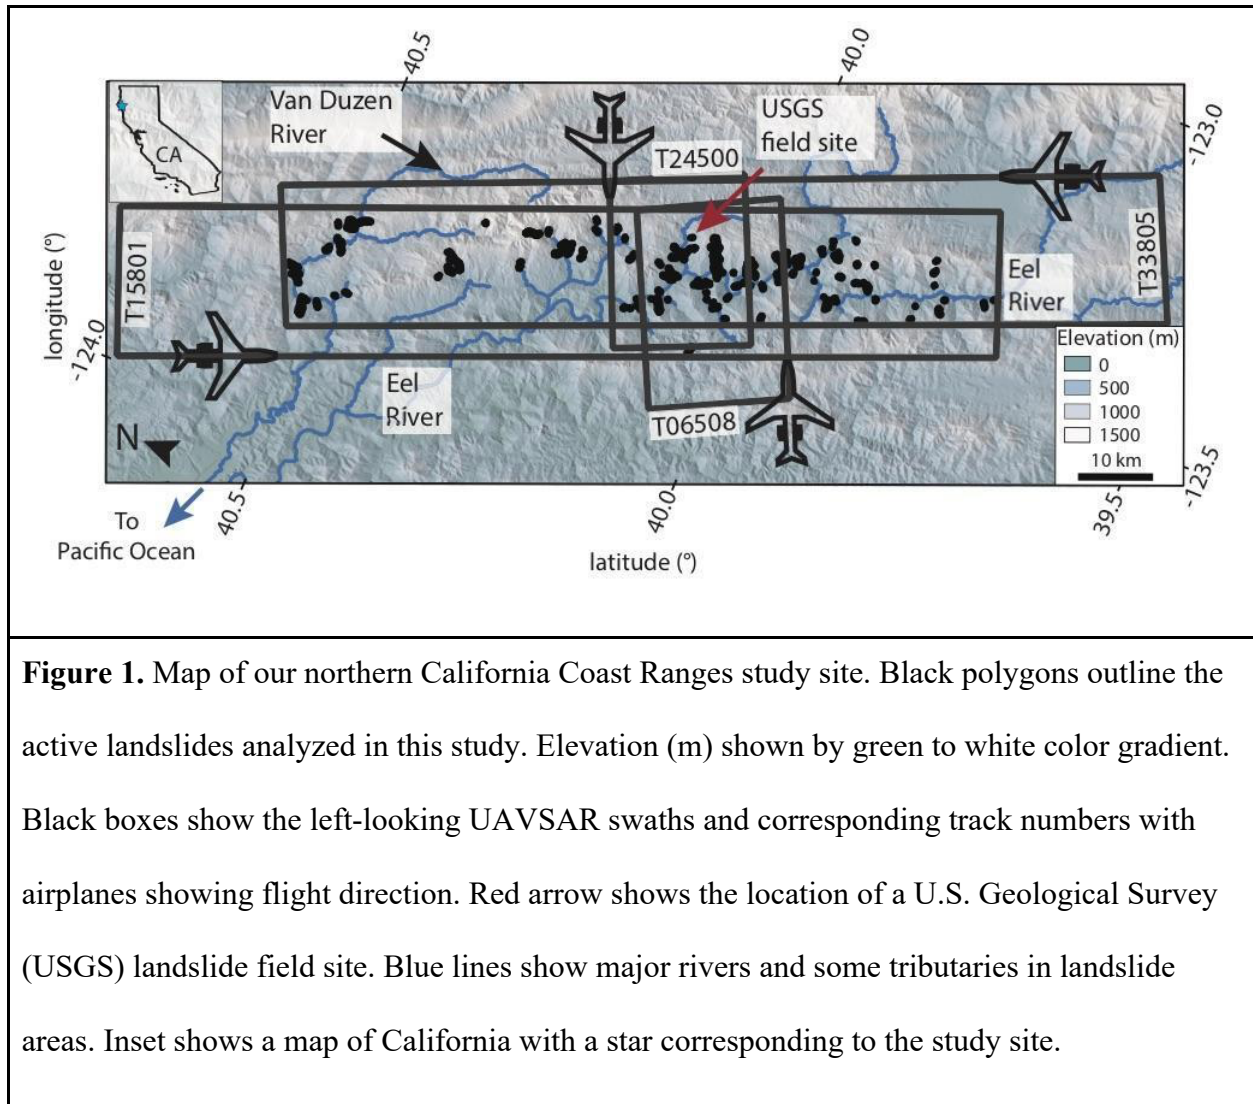 40.5
40.0
Van Duzen
River
USGS
field site
-123.0
CA
T24500
longitude (°)
T15801
T33805
Eel
River
-124.0
Elevation (m)
0
500
1000
1500
10 km
Eel
River
T06508
N
-123.5
To
Pacific Ocean
40.5
40.0
39.5
latitude (°)
Figure 1. Map of our northern California Coast Ranges study site. Black polygons outline the
active landslides analyzed in this study. Elevation (m) shown by green to white color gradient.
Black boxes show the left-looking UAVSAR swaths and corresponding track numbers with
airplanes showing flight direction. Red arrow shows the location of a U.S. Geological Survey
(USGS) landslide field site. Blue lines show major rivers and some tributaries in landslide
areas. Inset shows a map of California with a star corresponding to the study site.